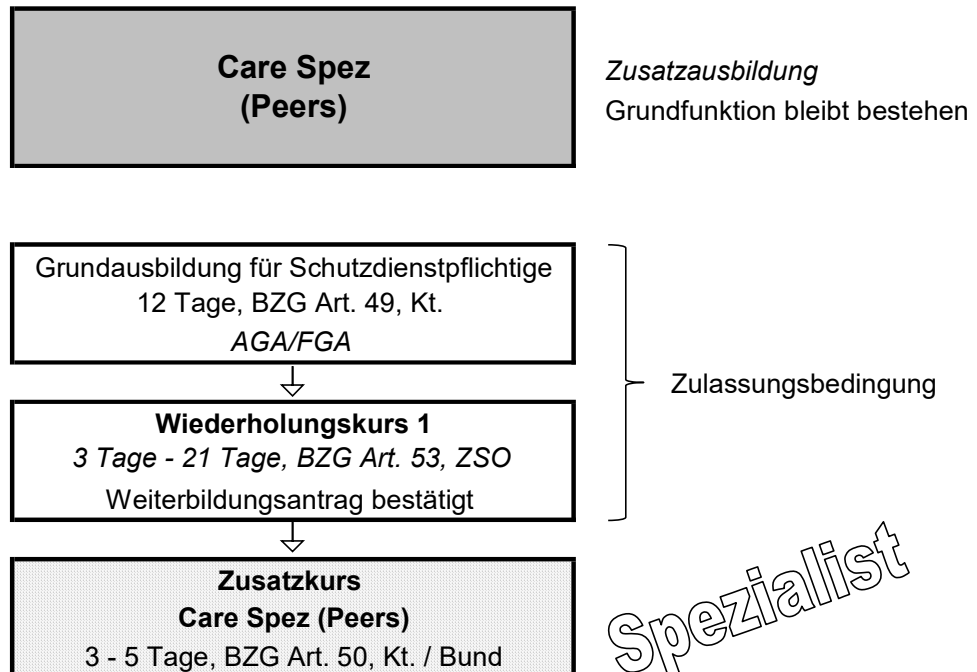 Care Spez
(Peers)
Zusatzausbildung
Grundfunktion bleibt bestehen
Grundausbildung für Schutzdienstpflichtige
12 Tage, BZG Art. 49, Kt.
AGA/FGA
Zulassungsbedingung
Wiederholungskurs 1
3 Tage - 21 Tage, BZG Art. 53, ZSO
Weiterbildungsantrag bestätigt
Zusatzkurs
Care Spez (Peers)
3 - 5 Tage, BZG Art. 50, Kt. / Bund
Spezialist